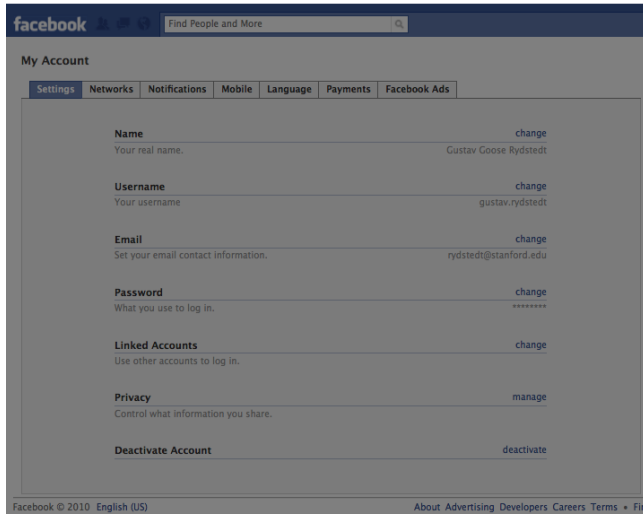 facebook Find People and More
My Account
Settings Networks Notifications Mobile Language Payments Facebook Ads
Name change
Your real name. Gustav Goose Rydstedt
Username change
Your username gustav.rydstedt
Email change
Set your email contact information. rydstedt@stanford.edu
Password change
What you use to log in. ********
Linked Accounts change
Use other accounts to log in.
Privacy manage
Control what information you share.
Deactivate Account deactivate
Facebook © 2010 English (US) About Advertising Developers Careers Terms •